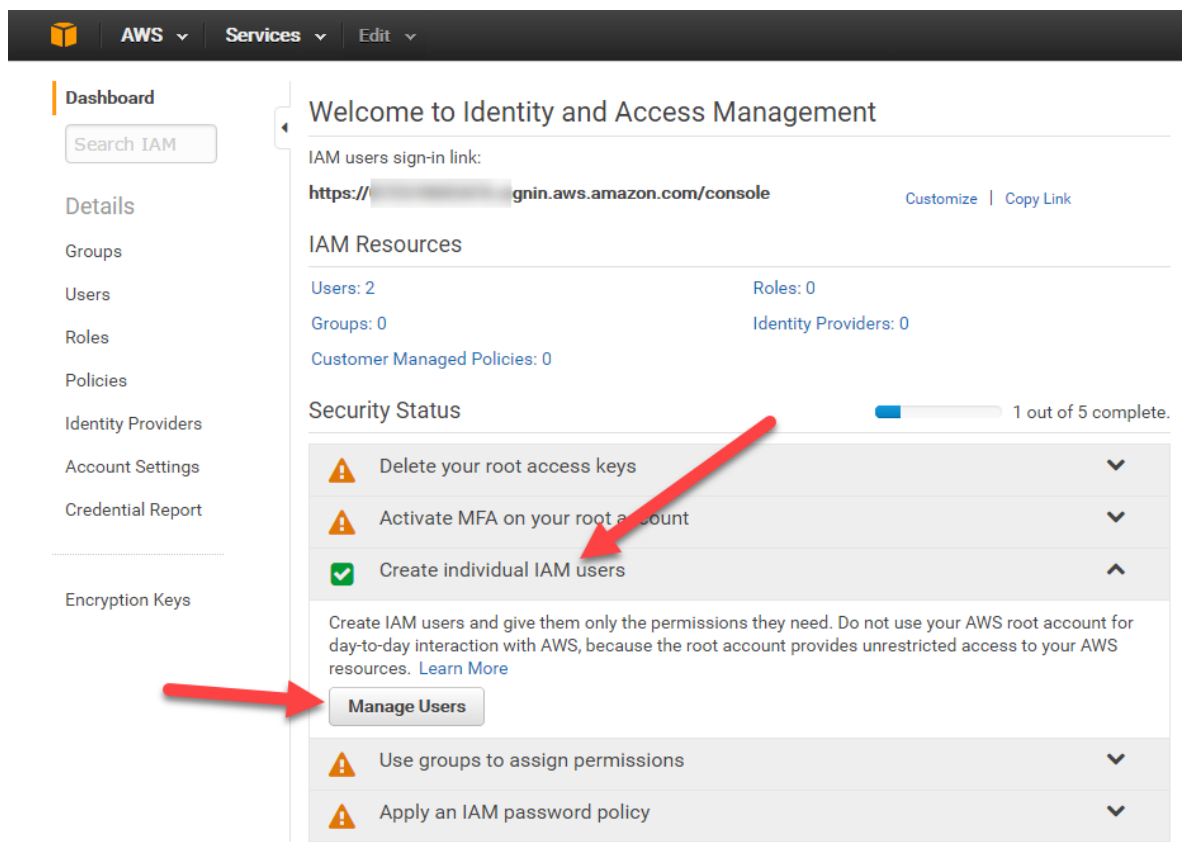 AWS Services Edit
Dashboard
Search IAM
Details
Groups
Users
Roles
Policies
Identity Providers
Account Settings
Credential Report
Encryption Keys
Welcome to Identity and Access Management
IAM users sign-in link:
https:// gnin.aws.amazon.com/console Customize | Copy Link
IAM Resources
Users: 2 Roles: 0
Groups: 0 Identity Providers: 0
Customer Managed Policies: 0
Security Status 1 out of 5 complete.
Delete your root access keys
Activate MFA on your root account
Create individual IAM users
Create IAM users and give them only the permissions they need. Do not use your AWS root account for
day-to-day interaction with AWS, because the root account provides unrestricted access to your AWS
resources. Learn More
Manage Users
Use groups to assign permissions
Apply an IAM password policy